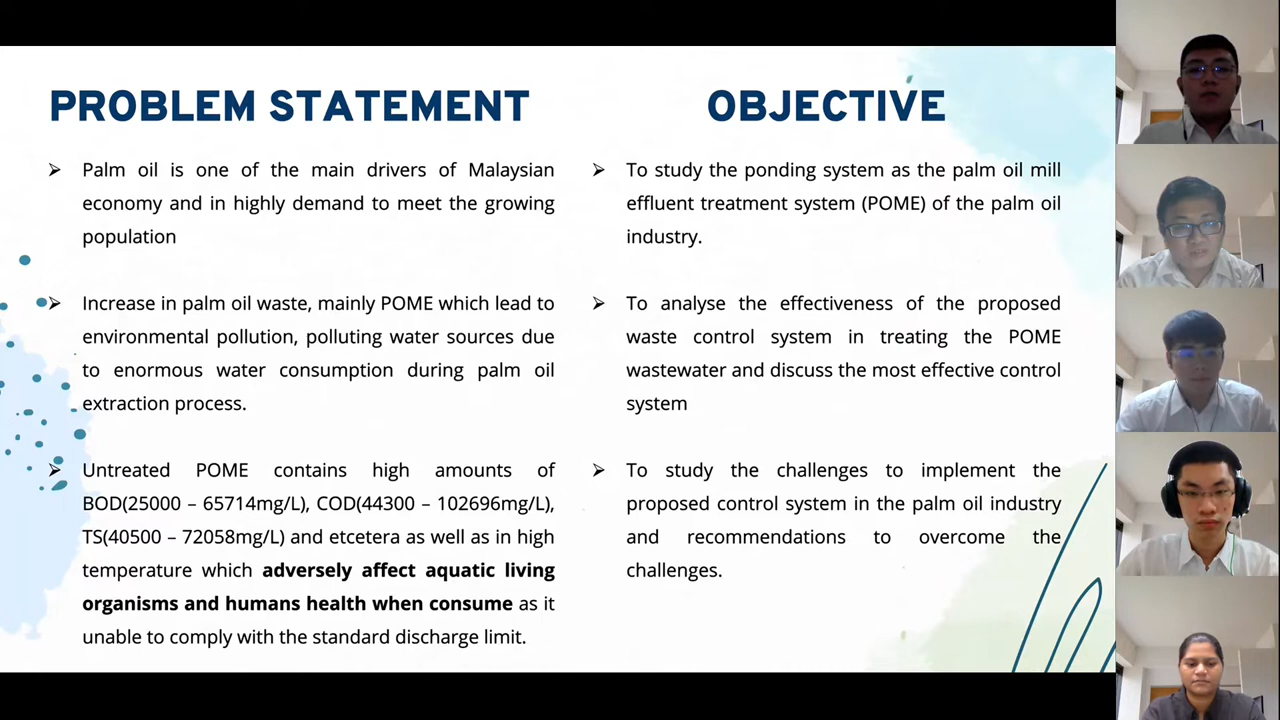 PROBLEM STATEMENT
➢ Palm oil is one of the main drivers of Malaysian
economy and in highly demand to meet the growing
population
➢ Increase in palm oil waste, mainly POME which lead to
environmental pollution, polluting water sources due
to enormous water consumption during palm oil
extraction process.
➢ Untreated POME contains high amounts of
BOD(25000 – 65714mg/L), COD(44300 – 102696mg/L),
TS(40500 – 72058mg/L) and etcetera as well as in high
temperature which adversely affect aquatic living
organisms and humans health when consume as it
unable to comply with the standard discharge limit.
OBJECTIVE
➢ To study the ponding system as the palm oil mill
effluent treatment system (POME) of the palm oil
industry.
➢ To analyse the effectiveness of the proposed
waste control system in treating the POME
wastewater and discuss the most effective control
system
➢ To study the challenges to implement the
proposed control system in the palm oil industry
and recommendations to overcome the
challenges.